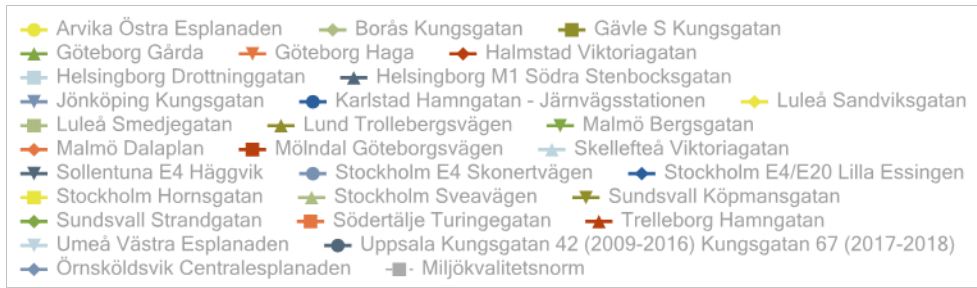 Arvika Östra Esplanaden Borås Kungsgatan Gävle S Kungsgatan
Göteborg Gårda Göteborg Haga Halmstad Viktoriagatan
Helsingborg Drottninggatan Helsingborg M1 Södra Stenbocksgatan
Jönköping Kungsgatan Karlstad Hamngatan - Järnvägsstationen Luleå Sandviksgatan
Luleå Smedjegatan Lund Trollebergsvägen Malmö Bergsgatan
Malmö Dalaplan Mölndal Göteborgsvägen Skellefteå Viktoriagatan
Sollentuna E4 Häggvik Stockholm E4 Skonertvägen Stockholm E4/E20 Lilla Essingen
Stockholm Hornsgatan Stockholm Sveavägen Sundsvall Köpmansgatan
Sundsvall Strandgatan Södertälje Turingegatan Trelleborg Hamngatan
Umeå Västra Esplanaden Uppsala Kungsgatan 42 (2009-2016) Kungsgatan 67 (2017-2018)
Örnsköldsvik Centralesplanaden Miljökvalitetsnorm